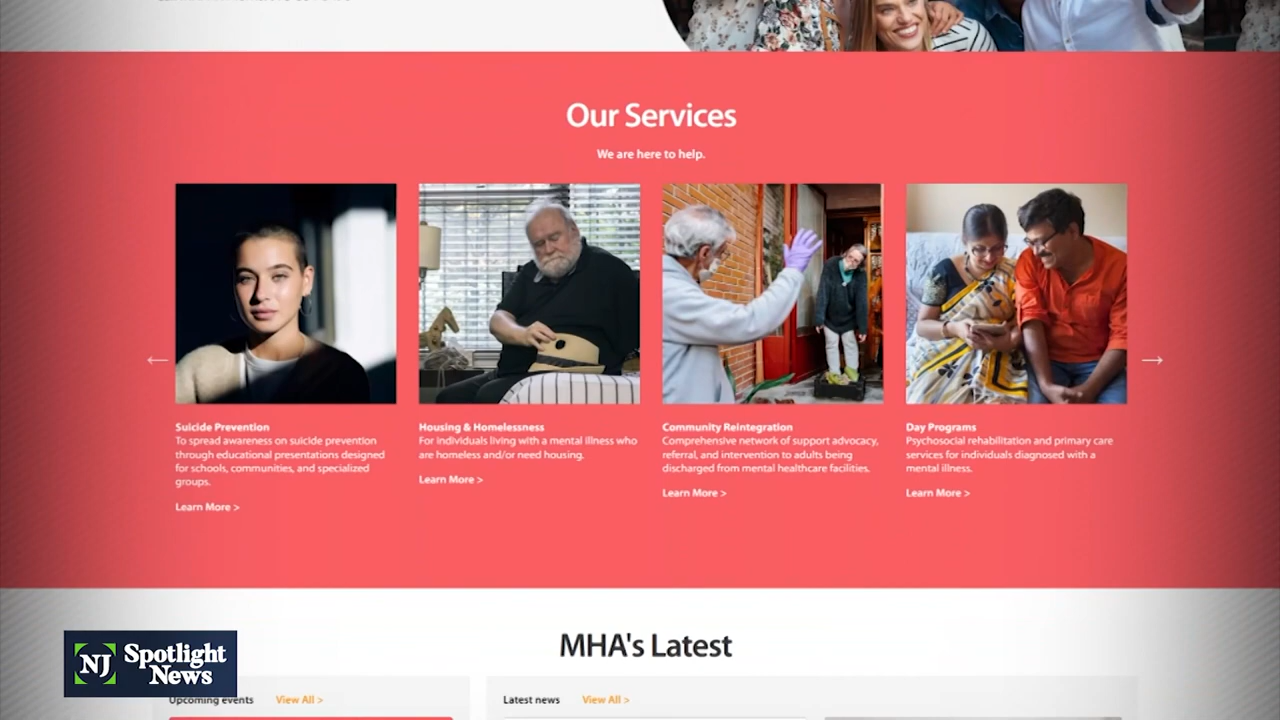 Our Services
We are here to help.
Suicide Prevention
To spread awareness on suicide prevention
through educational presentations designed
for schools, communities, and specialized
groups.
Learn More >
Housing & Homelessness
For individuals living with a mental illness who
are homeless and/or need housing.
Learn More >
Community Reintegration
Comprehensive network of support advocacy,
referral, and intervention to adults being
discharged from mental healthcare facilities.
Learn More >
Day Programs
Psychosocial rehabilitation and primary care
services for individuals diagnosed with a
mental illness.
Learn More >
MHA's Latest
Upcoming events View All >
Latest news View All >
NJ Spotlight
News